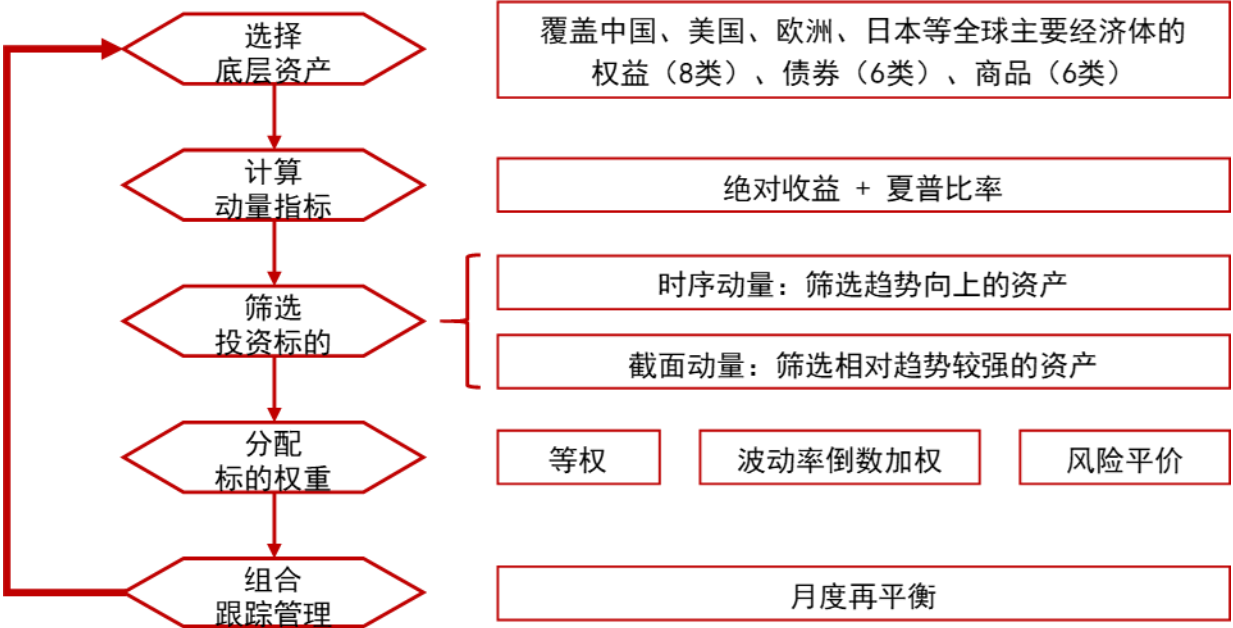 选择
底层资产
覆盖中国、美国、欧洲、日本等全球主要经济体的
权益（8类）、债券（6类）、商品（6类）
计算
动量指标
绝对收益 + 夏普比率
筛选
投资标的
时序动量：筛选趋势向上的资产
截面动量：筛选相对趋势较强的资产
分配
标的权重
等权
波动率倒数加权
风险平价
组合
跟踪管理
月度再平衡